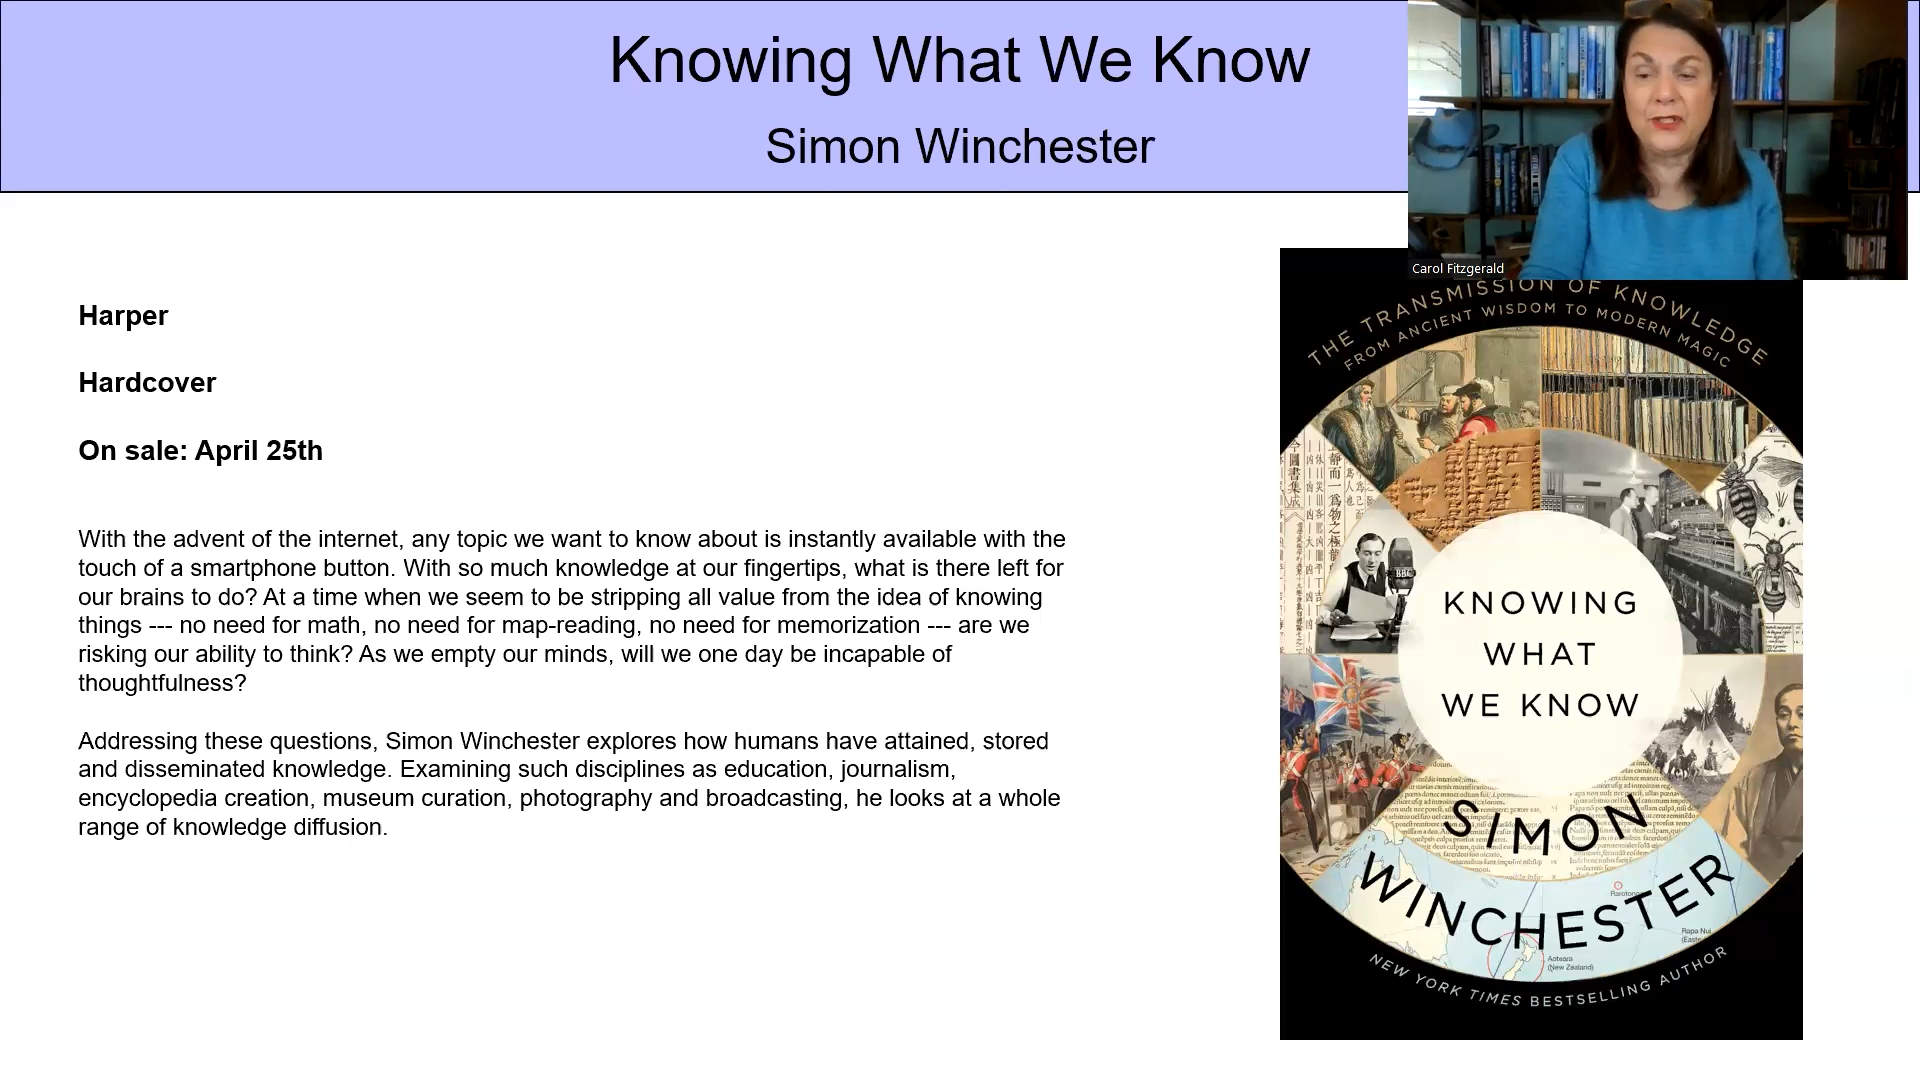 Knowing What We Know
Simon Winchester
Carol Fitzgerald
Harper
Hardcover
On sale: April 25th
With the advent of the internet, any topic we want to know about is instantly available with the
touch of a smartphone button. With so much knowledge at our fingertips, what is there left for
our brains to do? At a time when we seem to be stripping all value from the idea of knowing
things --- no need for math, no need for map-reading, no need for memorization --- are we
risking our ability to think? As we empty our minds, will we one day be incapable of
thoughtfulness?
Addressing these questions, Simon Winchester explores how humans have attained, stored
and disseminated knowledge. Examining such disciplines as education, journalism,
encyclopedia creation, museum curation, photography and broadcasting, he looks at a whole
range of knowledge diffusion.
THE TRANSMISSION OF KNOWLEDGE
FROM ANCIENT WISDOM TO MODERN MAGIC
BBC
KNOWING
WHAT
WE KNOW
SIMON
WINCHESTER
Rapa Nui
Aotearoa
(New Zealand)
NEW YORK TIMES BESTSELLING AUTHOR